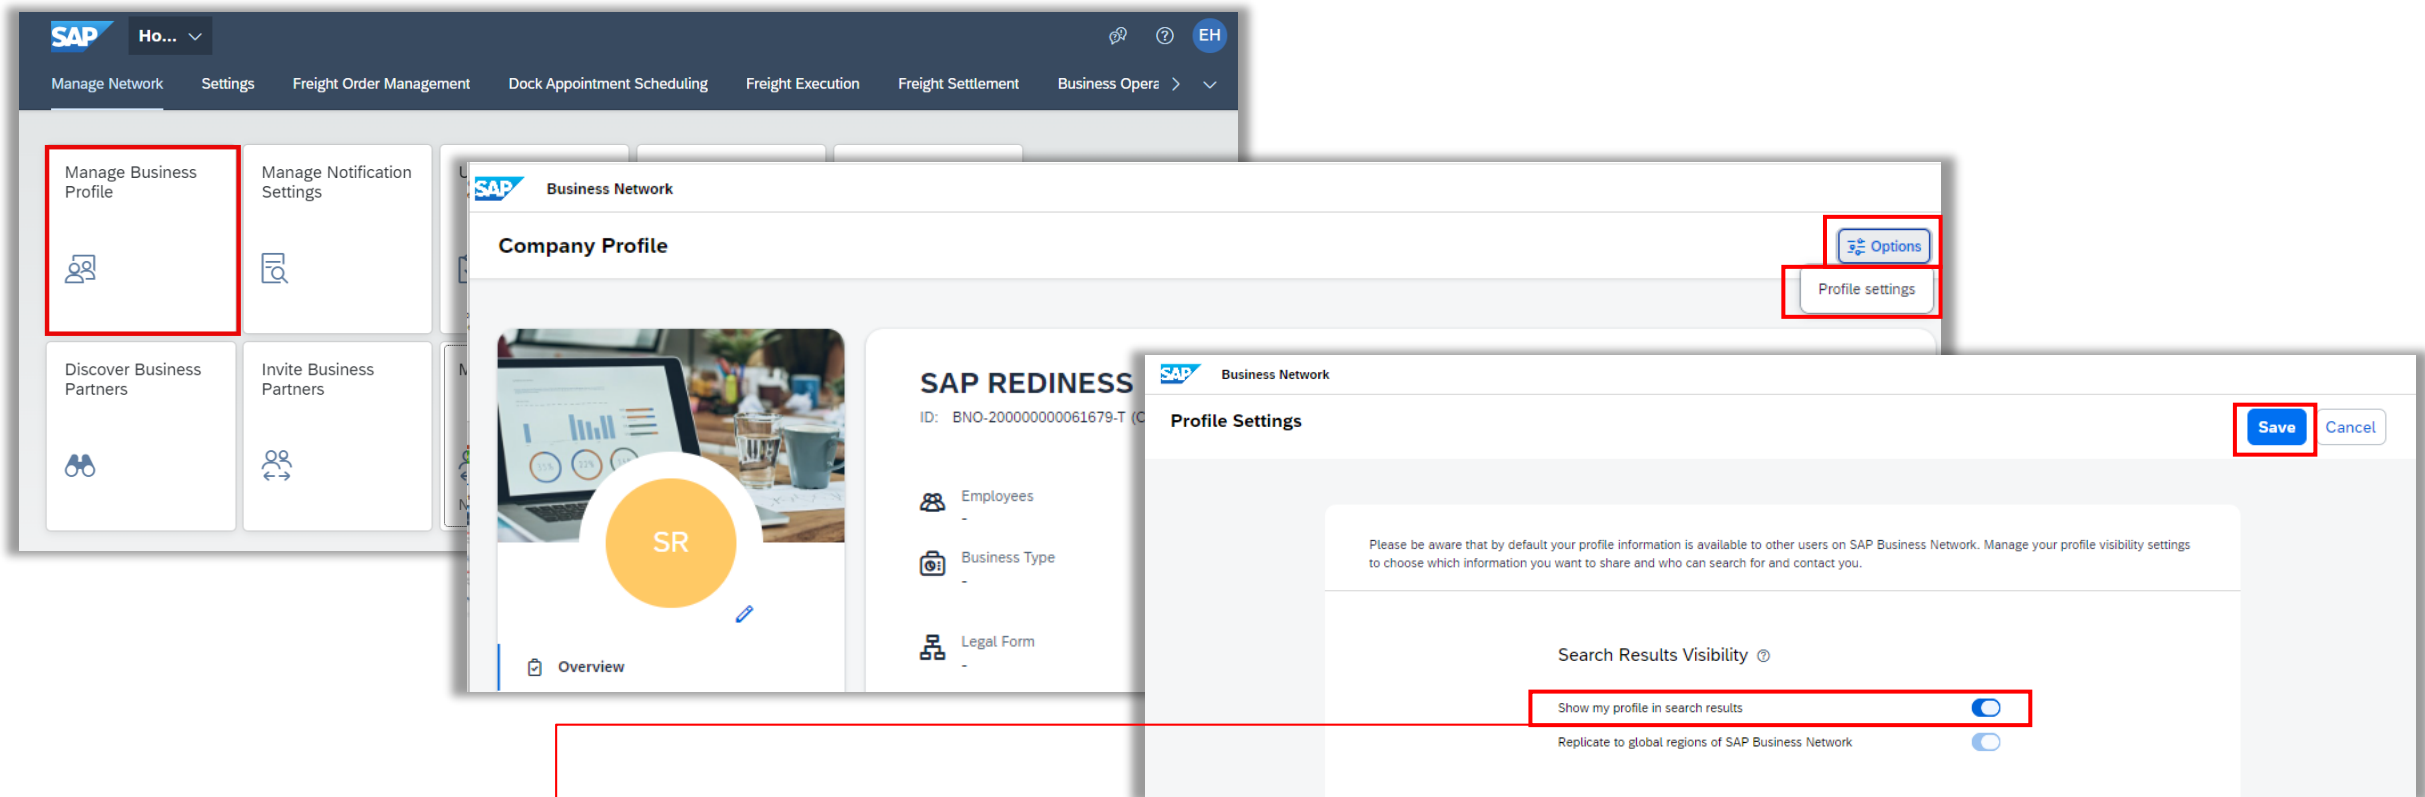 SAP Ho...
EH
Manage Network Settings Freight Order Management Dock Appointment Scheduling Freight Execution Freight Settlement Business Opera
Manage Business
Profile
Manage Notification
Settings
Discover Business
Partners
Invite Business
Partners
SAP Business Network
Company Profile
Options
Profile settings
SR
Overview
SAP REDINESS
ID: BNO-200000000061679-T (C
Employees
-
Business Type
-
Legal Form
-
SAP Business Network
Profile Settings
Save Cancel
Please be aware that by default your profile information is available to other users on SAP Business Network. Manage your profile visibility settings
to choose which information you want to share and who can search for and contact you.
Search Results Visibility
Show my profile in search results
Replicate to global regions of SAP Business Network